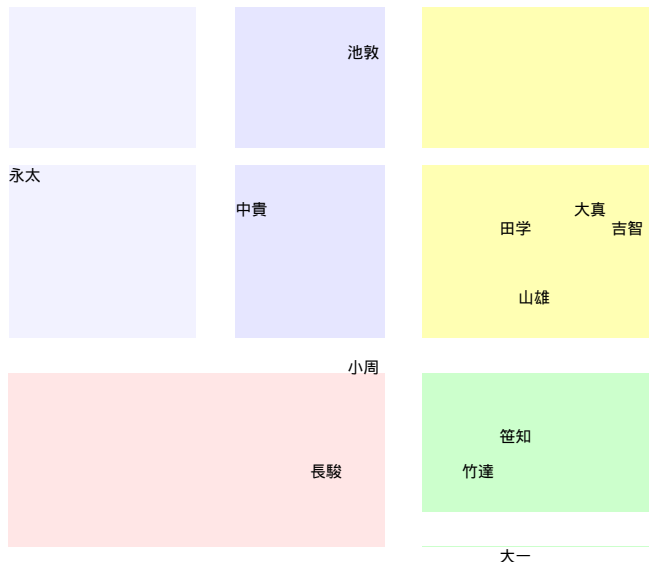 池敦
永太
中貴
大真
田学
吉智
山雄
小周
笹知
長駿
竹達
大一